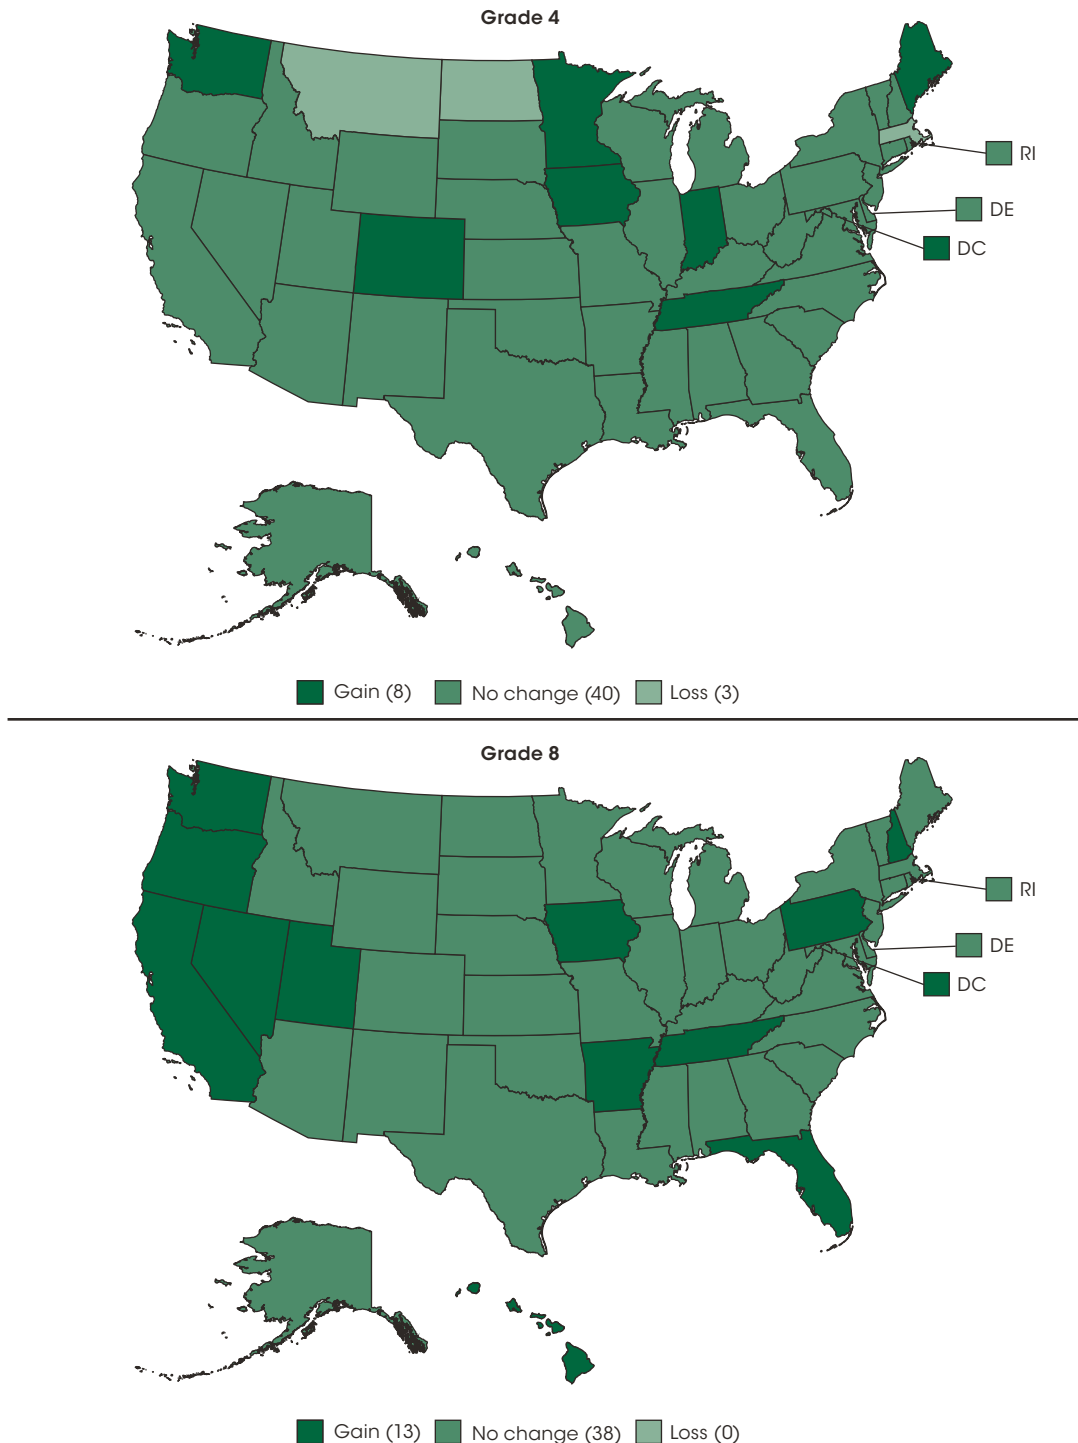 Grade 4
RI
DE
DC
Gain (8) No change (40) Loss (3)
Grade 8
RI
DE
DC
Gain (13) No change (38) Loss (0)